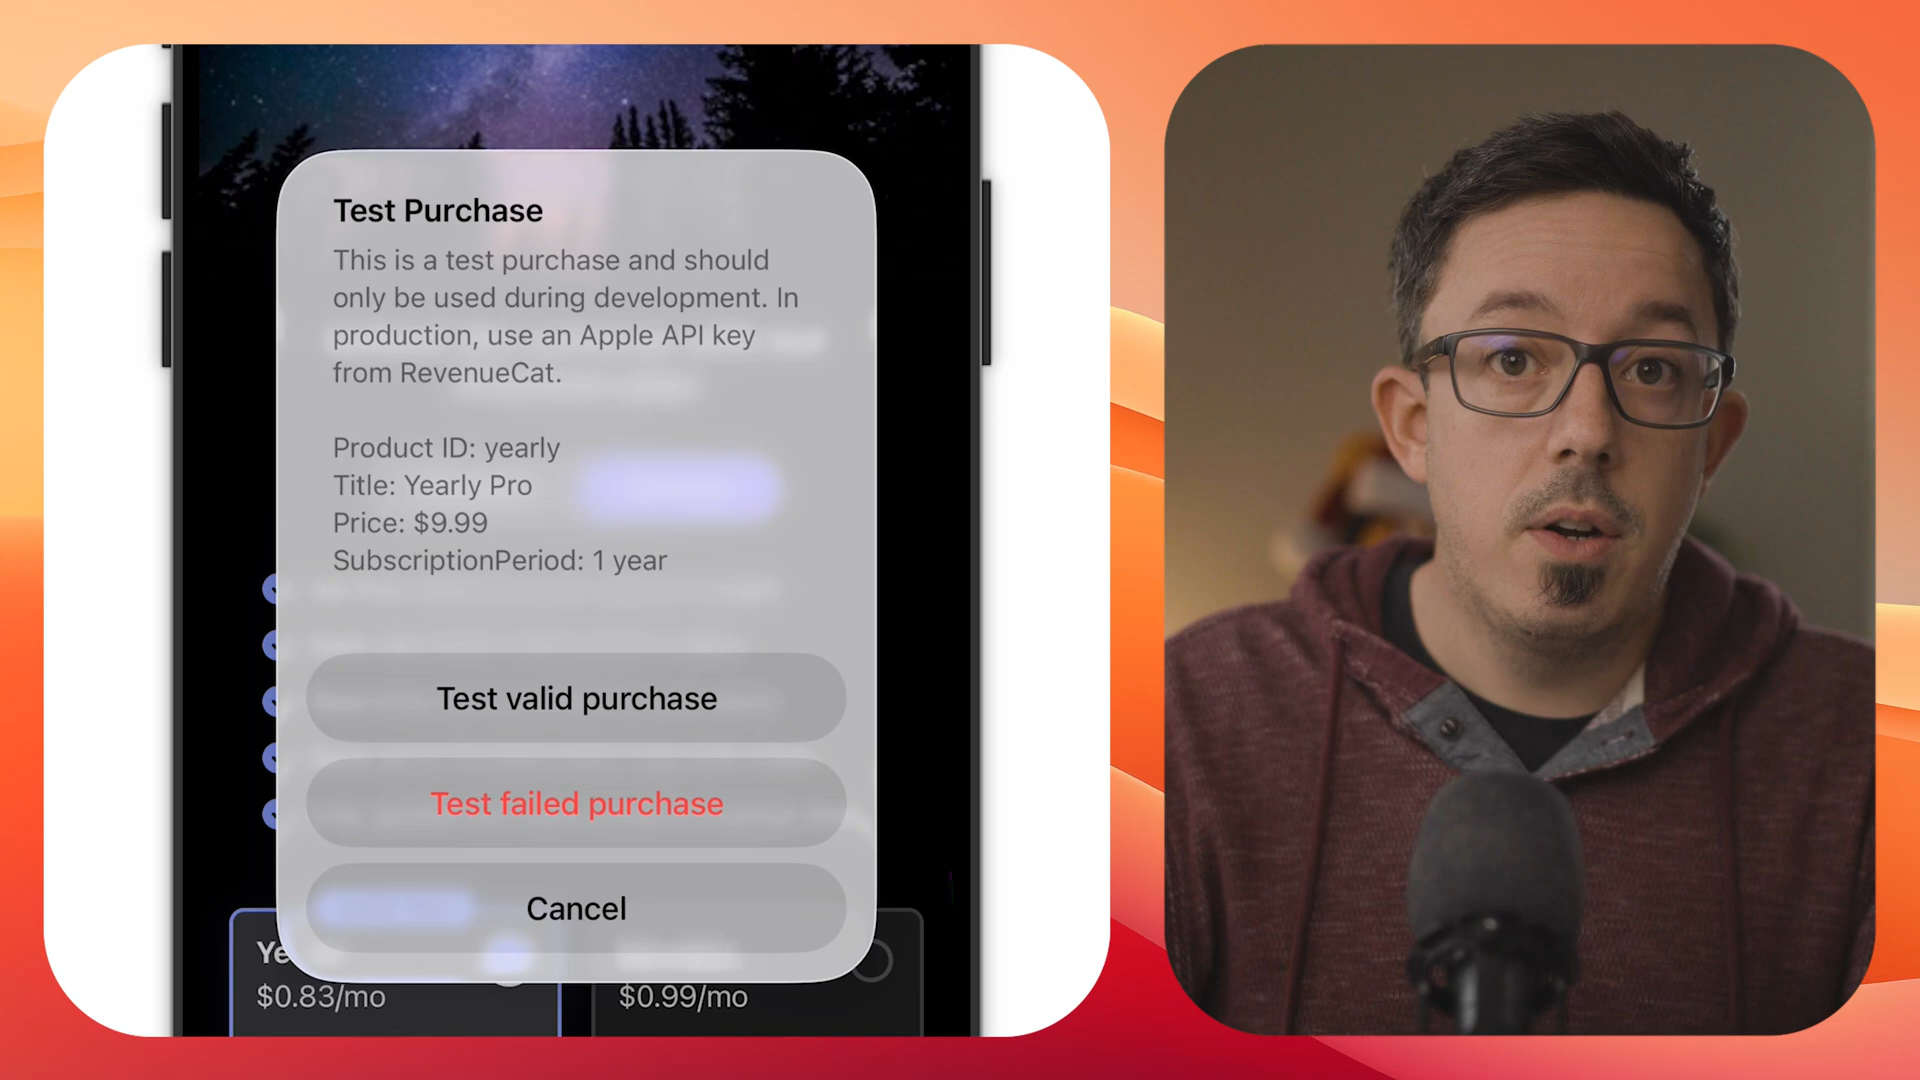 Test Purchase
This is a test purchase and should
only be used during development. In
production, use an Apple API key
from RevenueCat.
Product ID: yearly
Title: Yearly Pro
Price: $9.99
SubscriptionPeriod: 1 year
Test valid purchase
Test failed purchase
Cancel
Ye
$0.83/mo
$0.99/mo